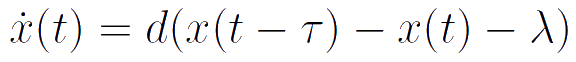 ẋ(t) = d(x(t − τ) − x(t) − λ)